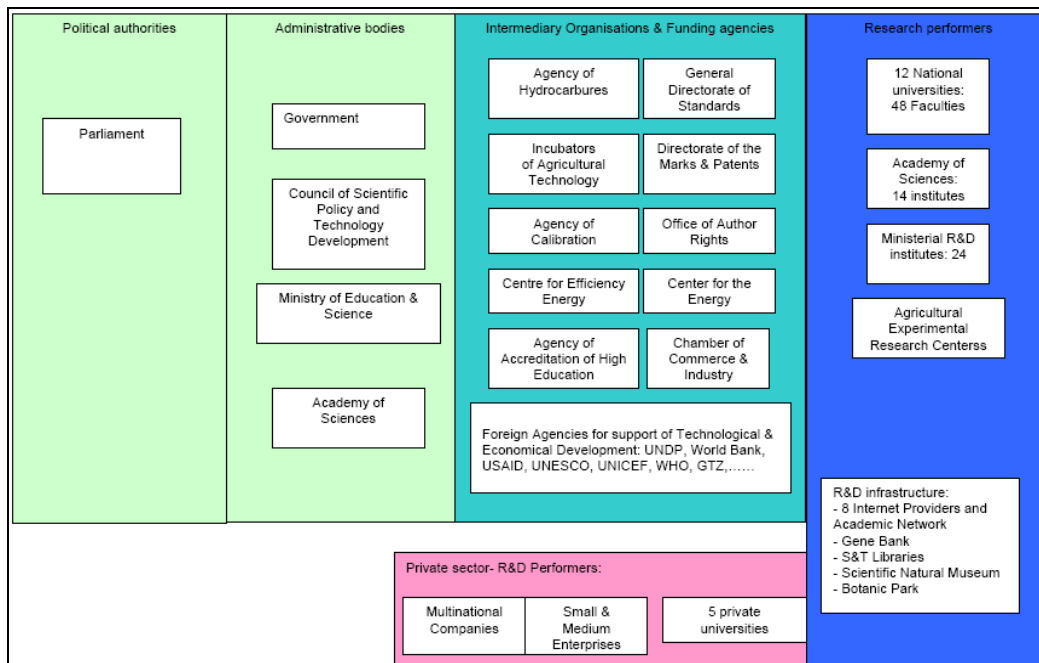 Political authorities
Parliament
Administrative bodies
Government
Council of Scientific
Policy and
Technology
Development
Ministry of Education &
Science
Academy of
Sciences
Intermediary Organisations & Funding agencies
Agency of
Hydrocarbures
General
Directorate of
Standards
Incubators
of Agricultural
Technology
Directorate of the
Marks & Patents
Agency of
Calibration
Office of Author
Rights
Centre for Efficiency
Energy
Center for the
Energy
Agency of
Accreditation of High
Education
Chamber of
Commerce &
Industry
Foreign Agencies for support of Technological &
Economical Development: UNDP, World Bank,
USAID, UNESCO, UNICEF, WHO, GTZ,……
Research performers
12 National
universities:
48 Faculties
Academy of
Sciences:
14 institutes
Ministerial R&D
institutes: 24
Agricultural
Experimental
Research Centerss
R&D infrastructure:
- 8 Internet Providers and
Academic Network
- Gene Bank
- S&T Libraries
- Scientific Natural Museum
- Botanic Park
Private sector- R&D Performers:
Multinational
Companies
Small &
Medium
Enterprises
5 private
universities